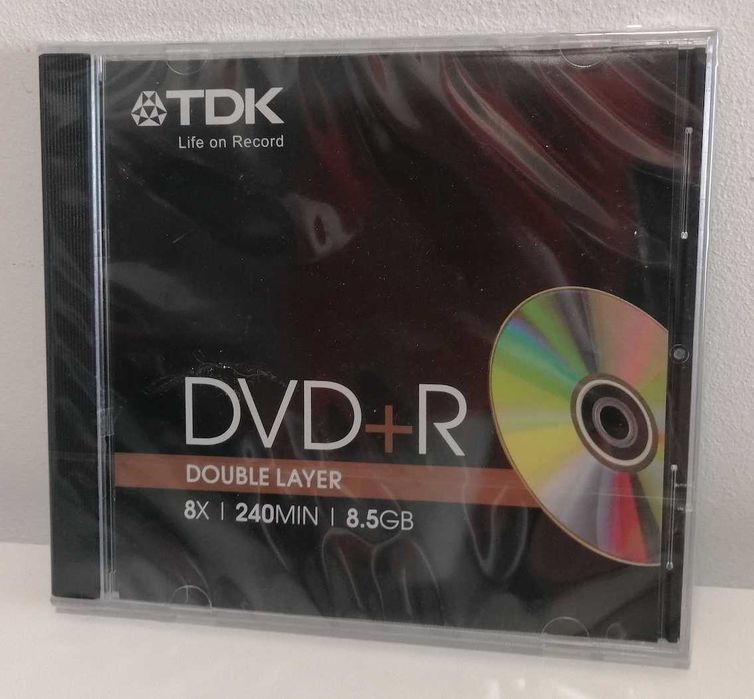 TDK
Life on Record
DVD+R
DOUBLE LAYER
8X | 240MIN | 8.5GB